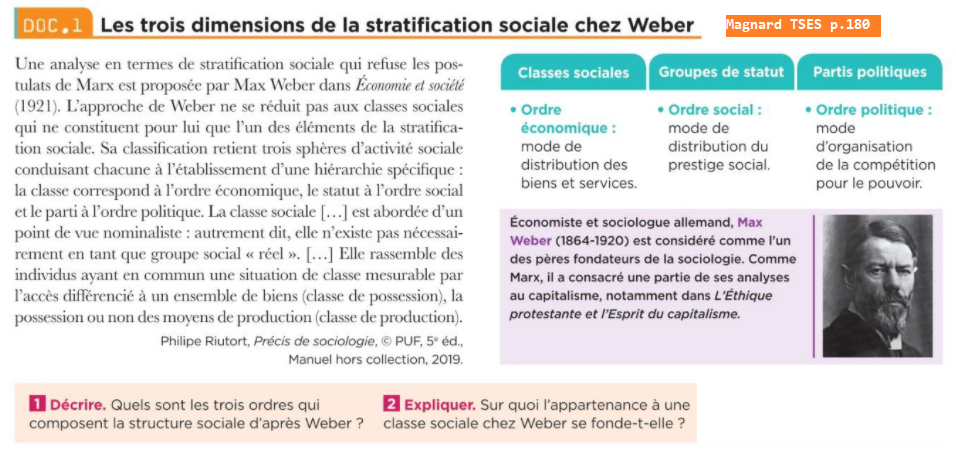 DOC.1 Les trois dimensions de la stratification sociale chez Weber
Magnard TSES p.180
Une analyse en termes de stratification sociale qui refuse les pos-
tulats de Marx est proposée par Max Weber dans Économie et société
(1921). L'approche de Weber ne se réduit pas aux classes sociales
qui ne constituent pour lui que l'un des éléments de la stratifica-
tion sociale. Sa classification retient trois sphères d'activité sociale
conduisant chacune à l'établissement d'une hiérarchie spécifique :
la classe correspond à l'ordre économique, le statut à l'ordre social
et le parti à l'ordre politique. La classe sociale […] est abordée d'un
point de vue nominaliste : autrement dit, elle n'existe pas nécessai-
rement en tant que groupe social « réel ». […] Elle rassemble des
individus ayant en commun une situation de classe mesurable par
l'accès différencié à un ensemble de biens (classe de possession), la
possession ou non des moyens de production (classe de production).
Philipe Riutort, Précis de sociologie, © PUF, 5e éd.,
Manuel hors collection, 2019.
Classes sociales
• Ordre
économique :
mode de
distribution des
biens et services.
Groupes de statut
• Ordre social :
mode de
distribution du
prestige social.
Partis politiques
• Ordre politique :
mode
d'organisation
de la compétition
pour le pouvoir.
Économiste et sociologue allemand, Max
Weber (1864-1920) est considéré comme l'un
des pères fondateurs de la sociologie. Comme
Marx, il a consacré une partie de ses analyses
au capitalisme, notamment dans L'Éthique
protestante et l'Esprit du capitalisme.
1 Décrire. Quels sont les trois ordres qui
composent la structure sociale d'après Weber ?
2 Expliquer. Sur quoi l'appartenance à une
classe sociale chez Weber se fonde-t-elle ?